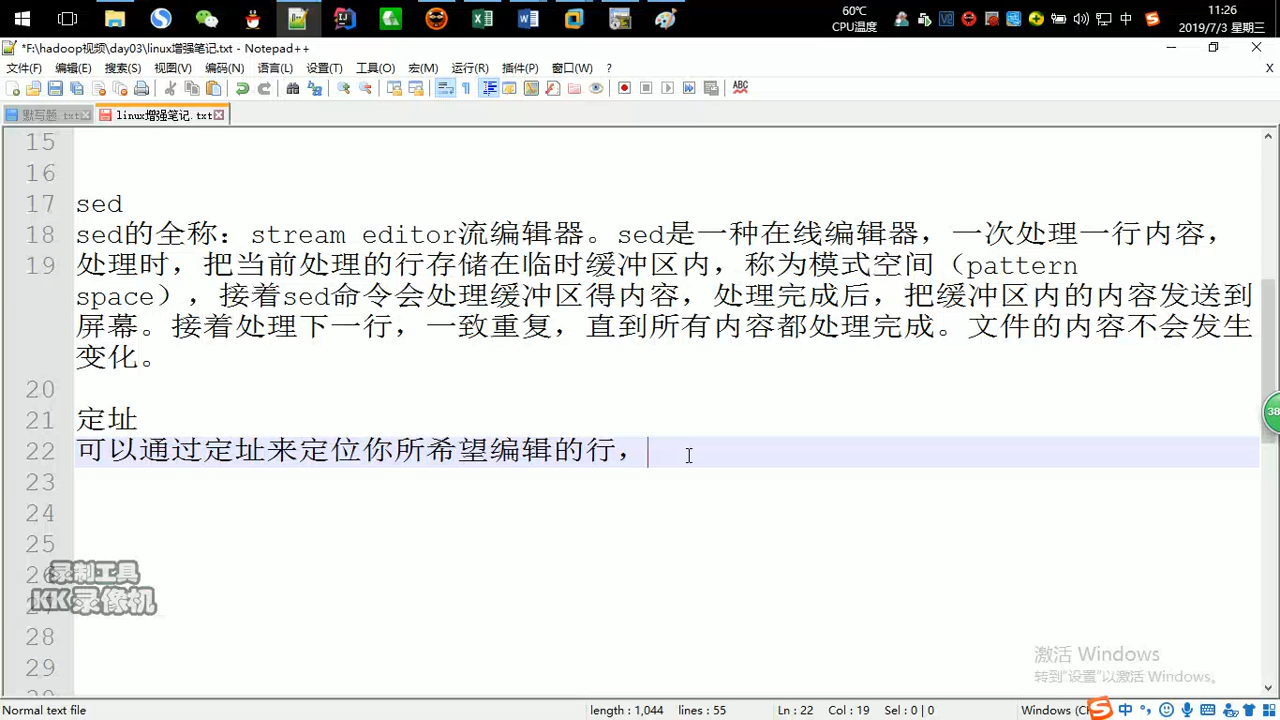 60℃
CPU温度
中
11:26
2019/7/3 星期三
*F:\hadoop视频\day03\linux增强笔记.txt - Notepad++
文件(F) 编辑(E) 搜索(S) 视图(V) 编码(N) 语言(L) 设置(T) 工具(O) 宏(M) 运行(R) 插件(P) 窗口(W) ? X
默写题.txt linux增强笔记.txt
15
16
17 sed
18 sed的全称：stream editor流编辑器。sed是一种在线编辑器，一次处理一行内容，
19 处理时，把当前处理的行存储在临时缓冲区内，称为模式空间（pattern
space），接着sed命令会处理缓冲区得内容，处理完成后，把缓冲区内的内容发送到
屏幕。接着处理下一行，一致重复，直到所有内容都处理完成。文件的内容不会发生
变化。
20
21 定址
22 可以通过定址来定位你所希望编辑的行，
23
24
25
26
录制工具
KK录像机
28
29
38
激活 Windows
转到"设置"以激活 Windows。
Normal text file length : 1,044 lines : 55 Ln : 22 Col : 19 Sel : 0 | 0 Windows (C 中